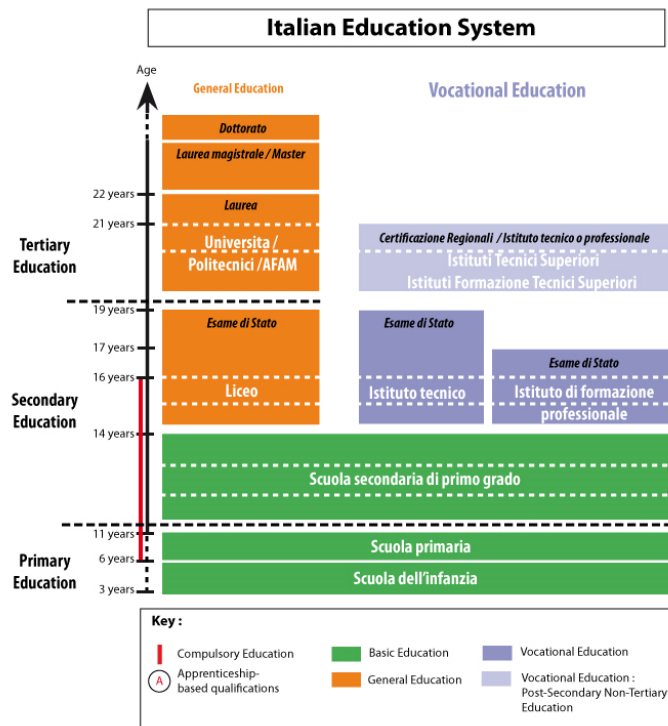 Italian Education System
Age
General Education
Vocational Education
Dottorato
Laurea magistrale / Master
22 years
Laurea
21 years
Universita /
Politecnici /AFAM
Certificazione Regionali / Istituto tecnico o professionale
Istituti Tecnici Superiori
Istituti Formazione Tecnici Superiori
Tertiary
Education
19 years
Esame di Stato
Esame di Stato
17 years
Esame di Stato
16 years
Liceo
Istituto tecnico
Istituto di formazione
professionale
Secondary
Education
14 years
Scuola secondaria di primo grado
11 years
Scuola primaria
Primary
Education
6 years
Scuola dell'infanzia
3 years
Key :
Compulsory Education
Basic Education
Vocational Education
A
Apprenticeship-
based qualifications
General Education
Vocational Education :
Post-Secondary Non-Tertiary
Education